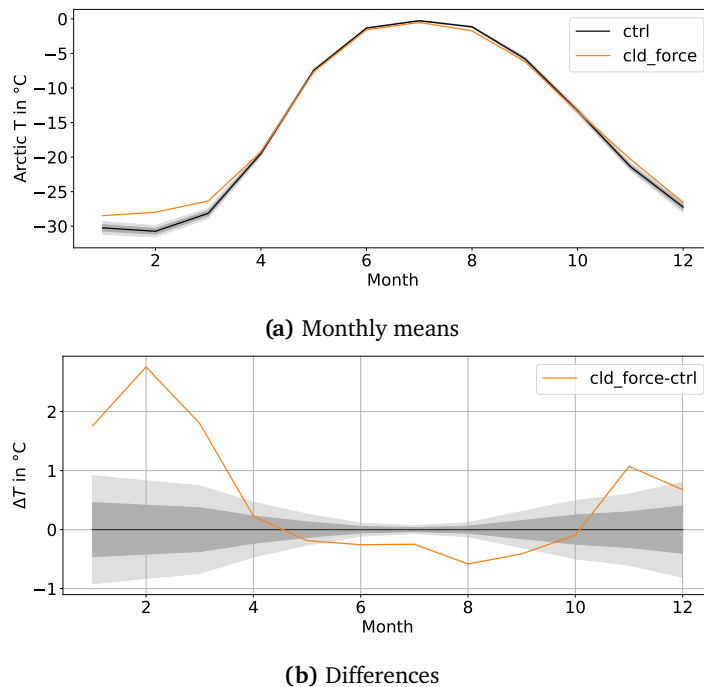 0
−5
−10
−15
−20
−25
−30
Arctic T in °C
ctrl
cld_force
2 4 6 8 10 12
Month
(a) Monthly means
2
1
0
−1
ΔT in °C
cld_force-ctrl
2 4 6 8 10 12
Month
(b) Differences